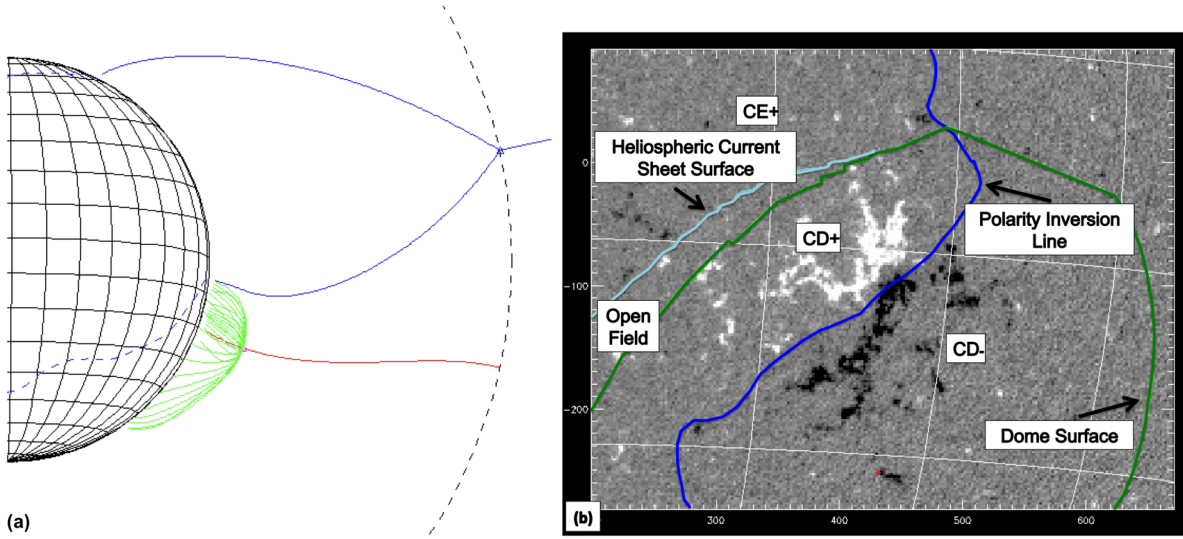 (a)
CE+
Heliospheric Current
Sheet Surface
0
CD+
Polarity Inversion
Line
-100
Open
Field
CD-
-200
Dome Surface
(b)
300
400
500
600